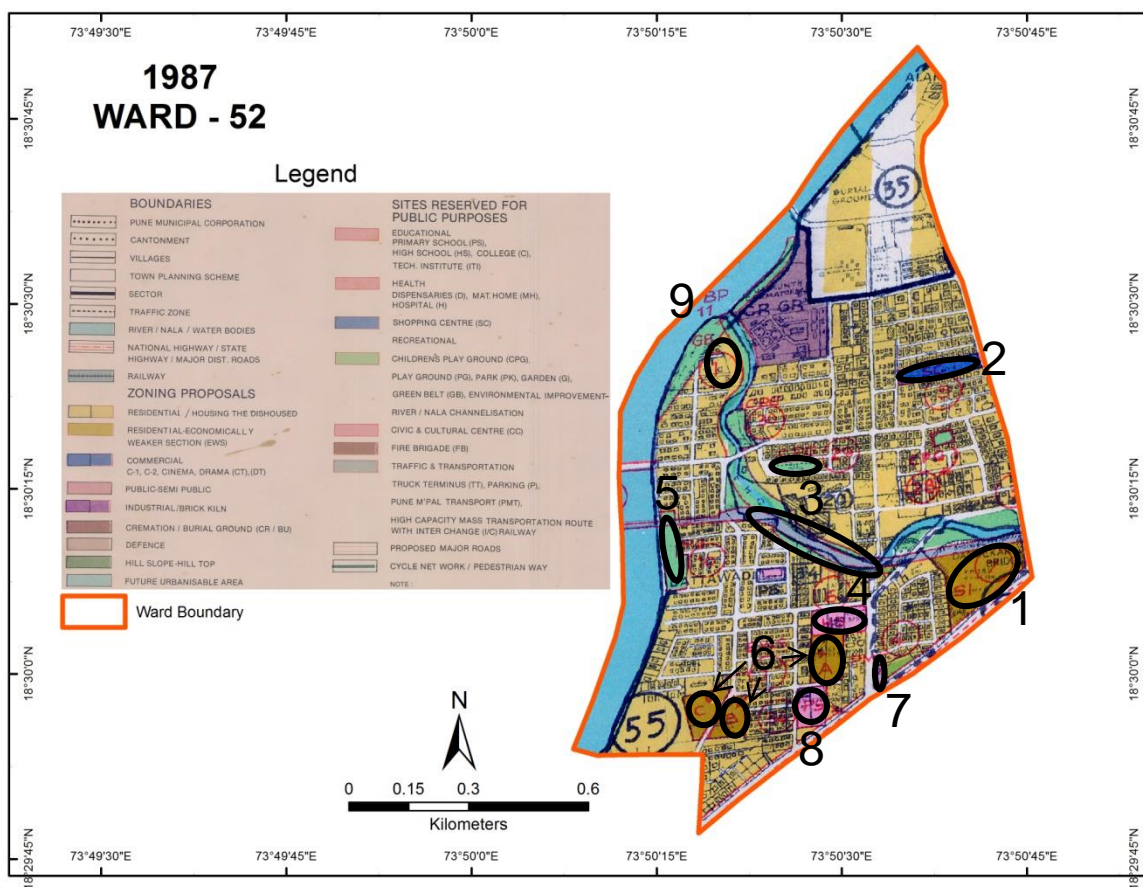 73°49'30"E 73°49'45"E 73°50'0"E 73°50'15"E 73°50'30"E 73°50'45"E
18°30'45"N
18°30'30"N
18°30'15"N
18°30'0"N
18°29'45"N
1987
WARD - 52
Legend
BOUNDARIES
PUNE MUNICIPAL CORPORATION
CANTONMENT
VILLAGES
TOWN PLANNING SCHEME
SECTOR
TRAFFIC ZONE
RIVER / NALA / WATER BODIES
NATIONAL HIGHWAY / STATE
HIGHWAY / MAJOR DIST. ROADS
RAILWAY
ZONING PROPOSALS
RESIDENTIAL / HOUSING THE DISHOUSED
RESIDENTIAL-ECONOMICALLY
WEAKER SECTION (EWS)
COMMERCIAL
C-1, C-2, CINEMA, DRAMA (CT),(DT)
PUBLIC-SEMI PUBLIC
INDUSTRIAL/BRICK KILN
CREMATION / BURIAL GROUND (CR / BU)
DEFENCE
HILL SLOPE-HILL TOP
FUTURE URBANISABLE AREA
SITES RESERVED FOR
PUBLIC PURPOSES
EDUCATIONAL
PRIMARY SCHOOL (PS),
HIGH SCHOOL (HS), COLLEGE (C),
TECH. INSTITUTE (ITI)
HEALTH
DISPENSARIES (D), MAT.HOME (MH),
HOSPITAL (H)
SHOPPING CENTRE (SC)
RECREATIONAL
CHILDRENS PLAY GROUND (CPG),
PLAY GROUND (PG), PARK (PK), GARDEN (G),
GREEN BELT (GB), ENVIRONMENTAL IMPROVEMENT-
RIVER / NALA CHANNELISATION
CIVIC & CULTURAL CENTRE (CC)
FIRE BRIGADE (FB)
TRAFFIC & TRANSPORTATION
TRUCK TERMINUS (TT), PARKING (P),
PUNE M'PAL TRANSPORT (PMT),
HIGH CAPACITY MASS TRANSPORTATION ROUTE
WITH INTER CHANGE (I/C) RAILWAY
PROPOSED MAJOR ROADS
CYCLE NET WORK / PEDESTRIAN WAY
NOTE :
Ward Boundary
N
0 0.15 0.3 0.6
Kilometers
35
BURIAL
GROUND
BP
11
GB
CR GR
9
2
3
5
4
1
6
7
8
55
A
B
C
S1
PS